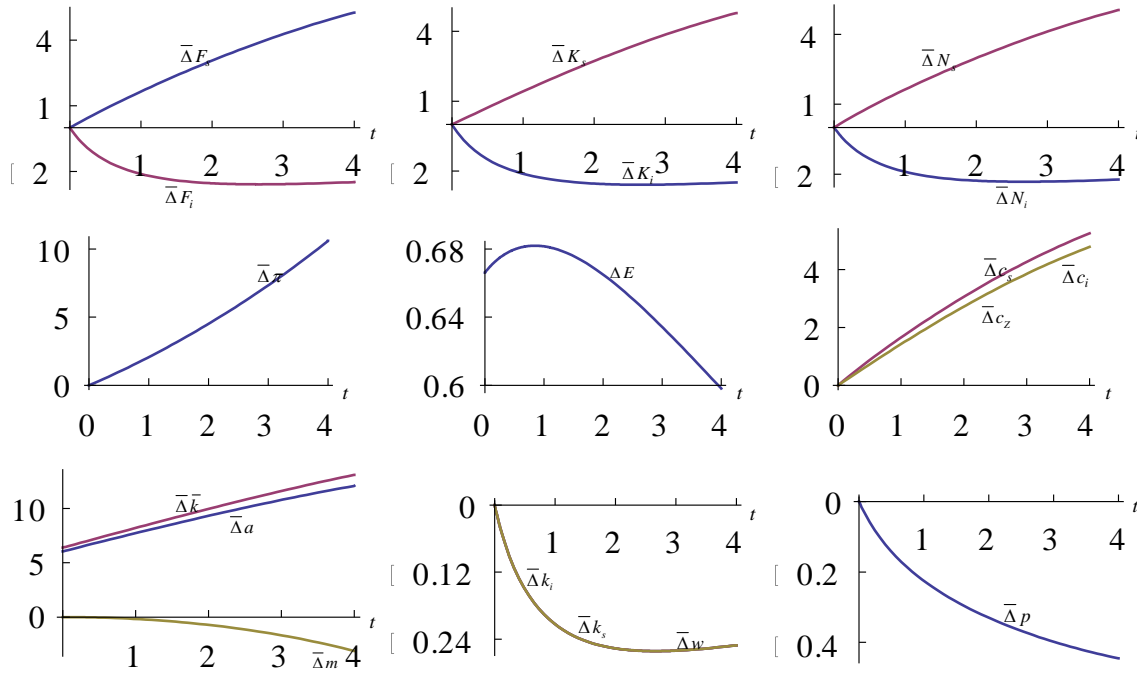 4
Δ̄F_s
1
t
1 2 3 4
[ 2
Δ̄F_i
4
Δ̄K_s
1
t
1 2 3 4
[ 2
Δ̄K_i
4
Δ̄N_s
1
t
1 2 3 4
[ 2
Δ̄N_i
10
Δ̄π
5
0
t
0 1 2 3 4
0.68
ΔE
0.64
0.6
t
0 1 2 3 4
4
Δ̄c_s Δ̄c_i
2
Δ̄c_Z
0
t
0 1 2 3 4
10
Δ̄k̄
Δ̄a
5
0
t
1 2 3 4
Δ̄m
0
t
1 2 3 4
[ 0.12
Δ̄k_i
Δ̄k_s
[ 0.24
Δ̄w
0
t
1 2 3 4
[ 0.2
Δ̄p
[ 0.4